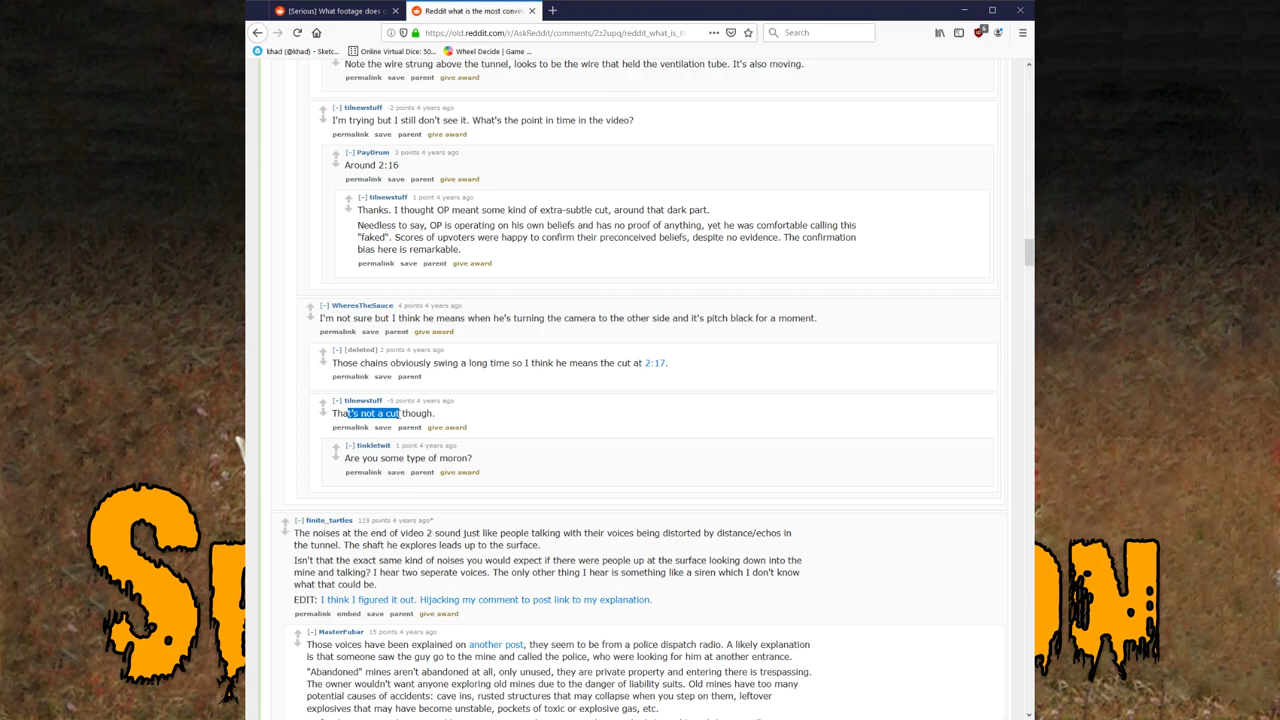 [Serious] What footage does c
Reddit what is the most convin
https://old.reddit.com/r/AskReddit/comments/2z2upq/reddit_what_is_t
Search
khad (@khad) - Sketc...
Online Virtual Dice: 50...
Wheel Decide | Game ...
Note the wire strung above the tunnel, looks to be the wire that held the ventilation tube. It's also moving.
permalink save parent give award
[-] tilnewstuff -2 points 4 years ago
I'm trying but I still don't see it. What's the point in time in the video?
permalink save parent give award
[-] PayDrum 3 points 4 years ago
Around 2:16
permalink save parent give award
[-] tilnewstuff 1 point 4 years ago
Thanks. I thought OP meant some kind of extra-subtle cut, around that dark part.
Needless to say, OP is operating on his own beliefs and has no proof of anything, yet he was comfortable calling this
"faked". Scores of upvoters were happy to confirm their preconceived beliefs, despite no evidence. The confirmation
bias here is remarkable.
permalink save parent give award
[-] WheresTheSauce 4 points 4 years ago
I'm not sure but I think he means when he's turning the camera to the other side and it's pitch black for a moment.
permalink save parent give award
[-] [deleted] 2 points 4 years ago
Those chains obviously swing a long time so I think he means the cut at 2:17.
permalink save parent
[-] tilnewstuff -5 points 4 years ago
That's not a cut though.
permalink save parent give award
[-] tinkletwit 1 point 4 years ago
Are you some type of moron?
permalink save parent give award
[-] finite_turtles 119 points 4 years ago*
The noises at the end of video 2 sound just like people talking with their voices being distorted by distance/echos in
the tunnel. The shaft he explores leads up to the surface.
Isn't that the exact same kind of noises you would expect if there were people up at the surface looking down into the
mine and talking? I hear two seperate voices. The only other thing I hear is something like a siren which I don't know
what that could be.
EDIT: I think I figured it out. Hijacking my comment to post link to my explanation.
permalink embed save parent give award
[-] MasterFubar 15 points 4 years ago
Those voices have been explained on another post, they seem to be from a police dispatch radio. A likely explanation
is that someone saw the guy go to the mine and called the police, who were looking for him at another entrance.
"Abandoned" mines aren't abandoned at all, only unused, they are private property and entering there is trespassing.
The owner wouldn't want anyone exploring old mines due to the danger of liability suits. Old mines have too many
potential causes of accidents: cave ins, rusted structures that may collapse when you step on them, leftover
explosives that may have become unstable, pockets of toxic or explosive gas, etc.